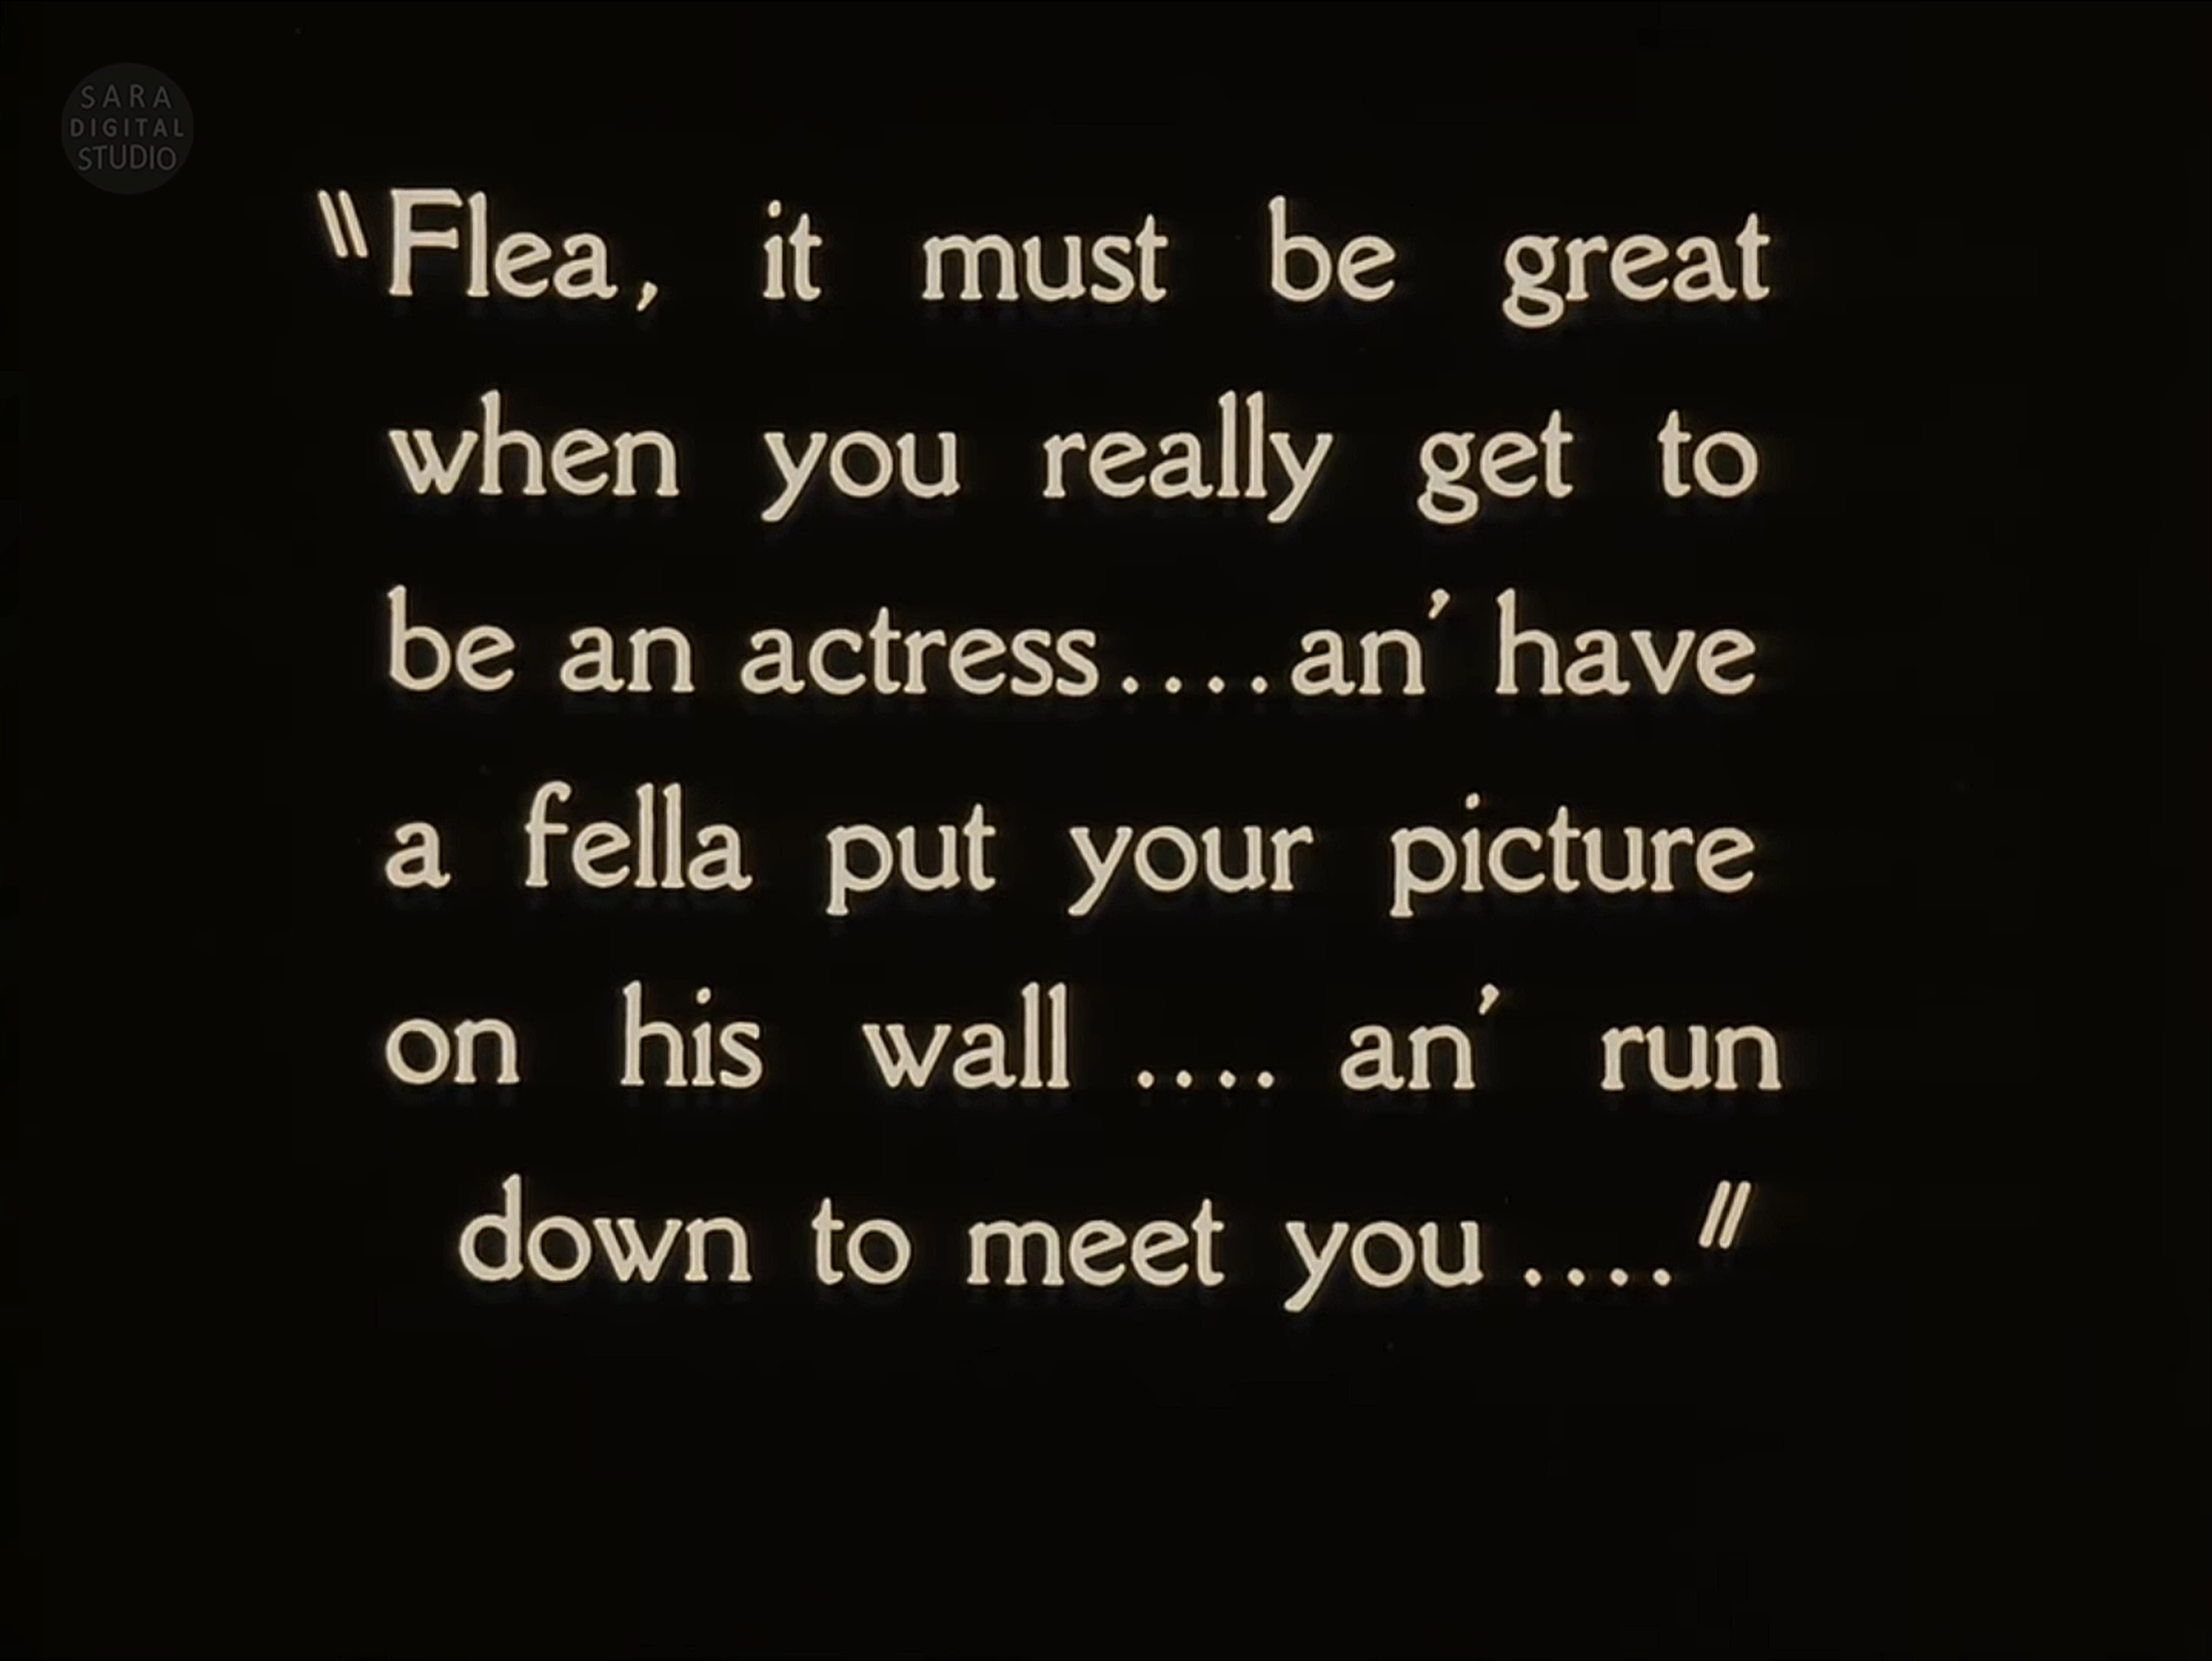 SARA
DIGITAL
STUDIO
"Flea, it must be great
when you really get to
be an actress....an' have
a fella put your picture
on his wall .... an' run
down to meet you ...."